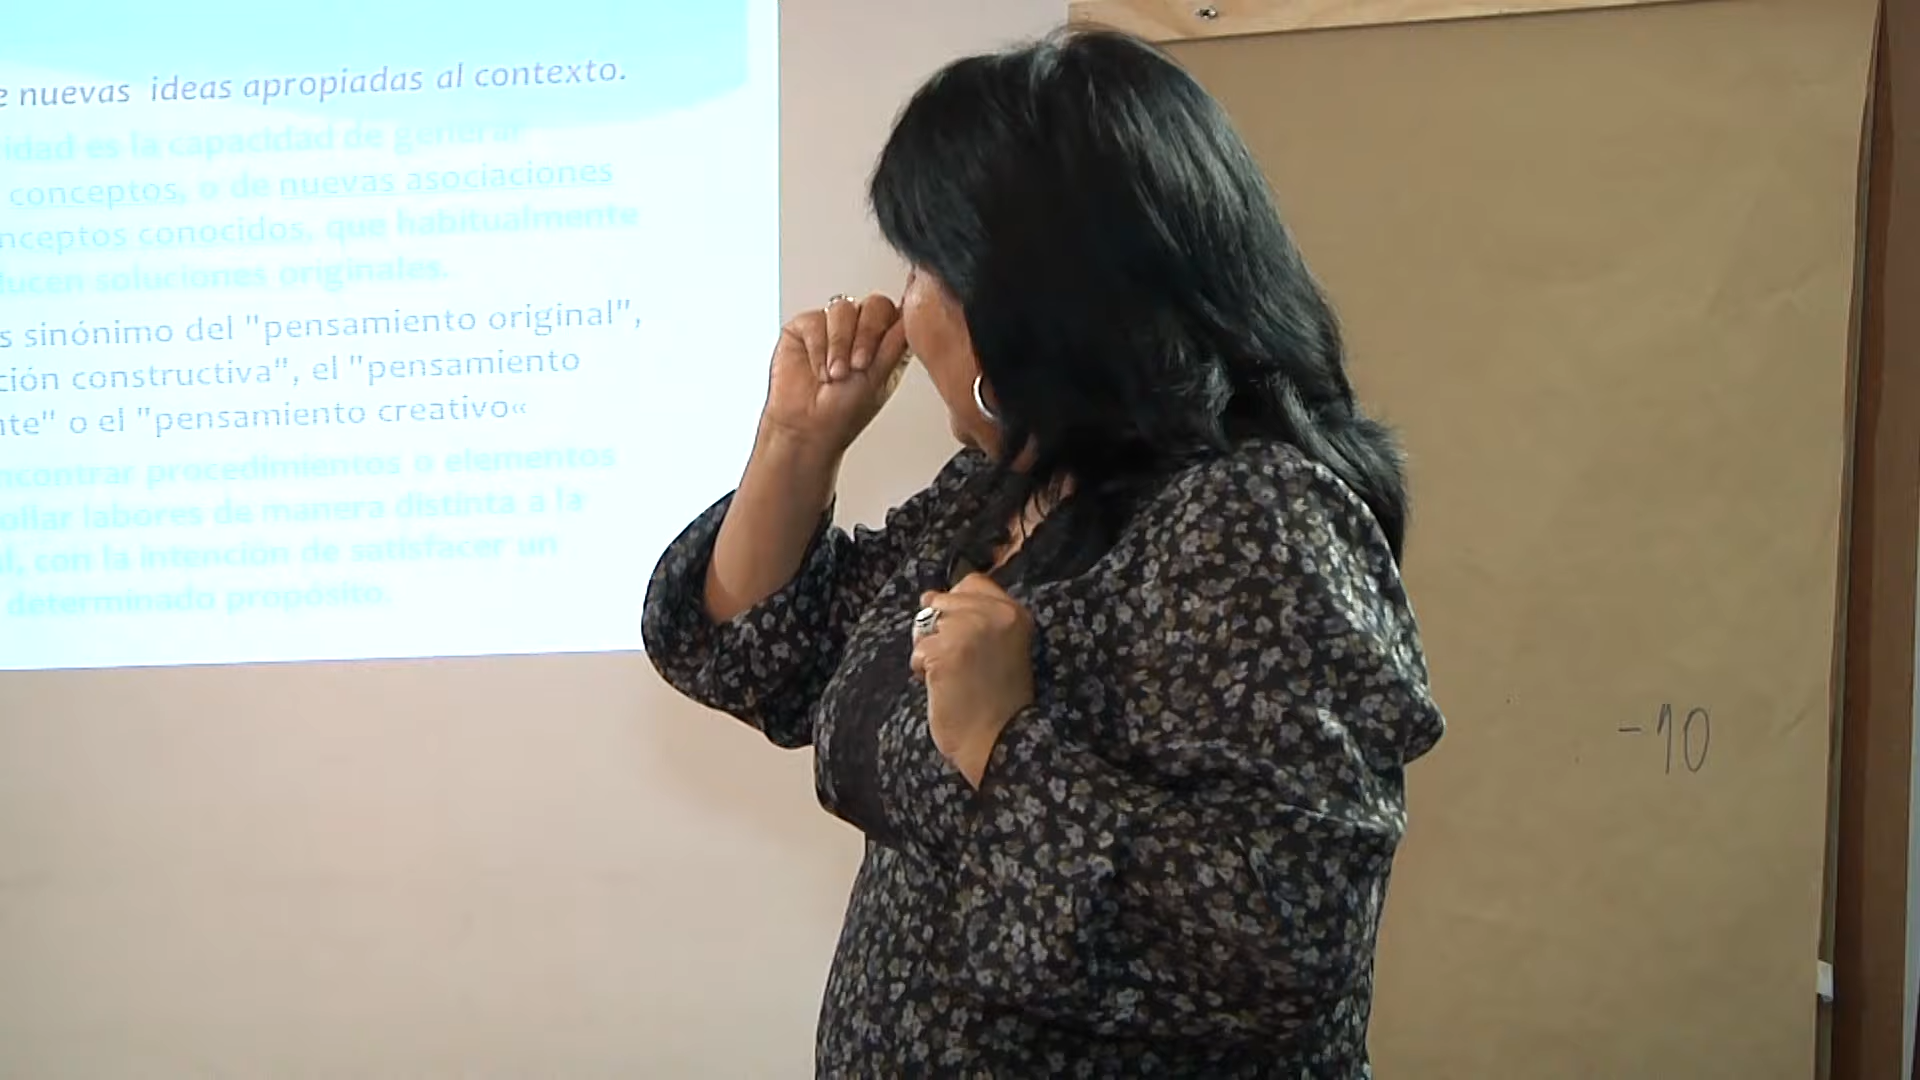 e nuevas ideas apropiadas al contexto.
idad es la capacidad de generar
conceptos, o de nuevas asociaciones
nceptos conocidos, que habitualmente
ducen soluciones originales.
s sinónimo del "pensamiento original",
ción constructiva", el "pensamiento
nte" o el "pensamiento creativo«
ncontrar procedimientos o elementos
ollar labores de manera distinta a la
l, con la intención de satisfacer un
determinado propósito.
-10